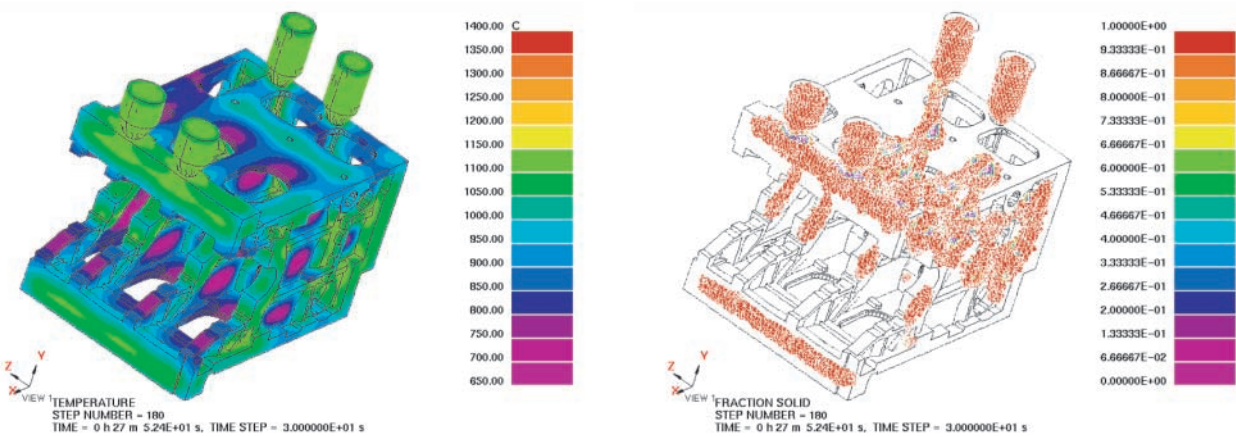 1400.00 C
1350.00
1300.00
1250.00
1200.00
1150.00
1100.00
1050.00
1000.00
950.00
900.00
850.00
800.00
750.00
700.00
650.00
Z Y
X
VIEW 1
TEMPERATURE
STEP NUMBER = 180
TIME = 0 h 27 m 5.24E+01 s, TIME STEP = 3.000000E+01 s
1.00000E+00
9.33333E-01
8.66667E-01
8.00000E-01
7.33333E-01
6.66667E-01
6.00000E-01
5.33333E-01
4.66667E-01
4.00000E-01
3.33333E-01
2.66667E-01
2.00000E-01
1.33333E-01
6.66667E-02
0.00000E+00
Z Y
X
VIEW 1
FRACTION SOLID
STEP NUMBER = 180
TIME = 0 h 27 m 5.24E+01 s, TIME STEP = 3.000000E+01 s